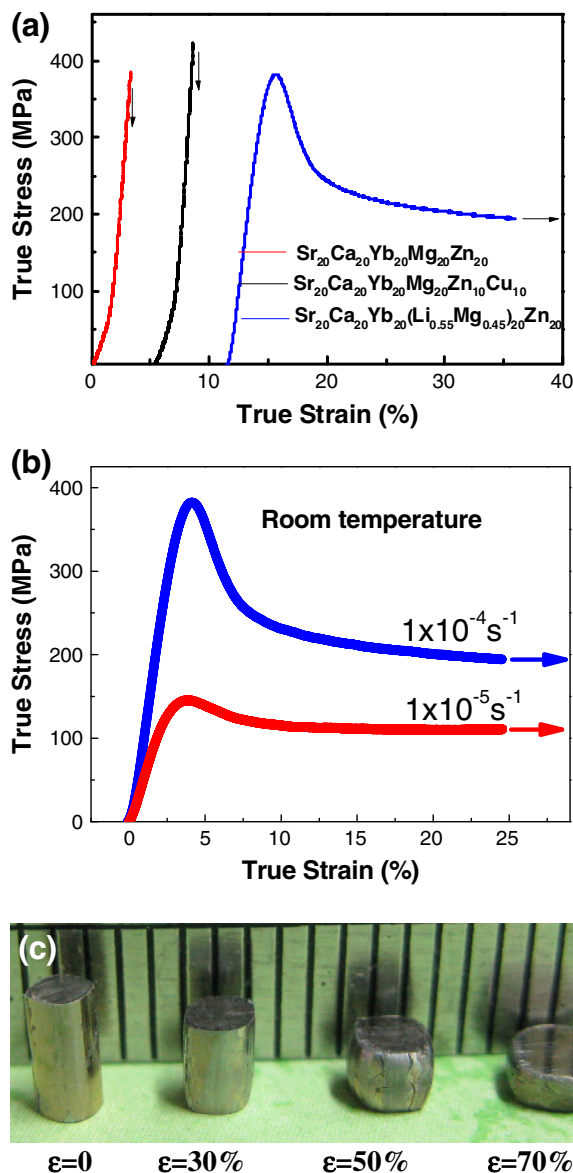 (a)
400
300
200
100
0
10
20
30
40
True Stress (MPa)
True Strain (%)
Sr₂₀Ca₂₀Yb₂₀Mg₂₀Zn₂₀
Sr₂₀Ca₂₀Yb₂₀Mg₂₀Zn₁₀Cu₁₀
Sr₂₀Ca₂₀Yb₂₀(Li₀.₅₅Mg₀.₄₅)₂₀Zn₂₀
(b)
400
300
200
100
0
0
5
10
15
20
25
True Stress (MPa)
True Strain (%)
Room temperature
1x10⁻⁴s⁻¹
1x10⁻⁵s⁻¹
(c)
ε=0
ε=30%
ε=50%
ε=70%